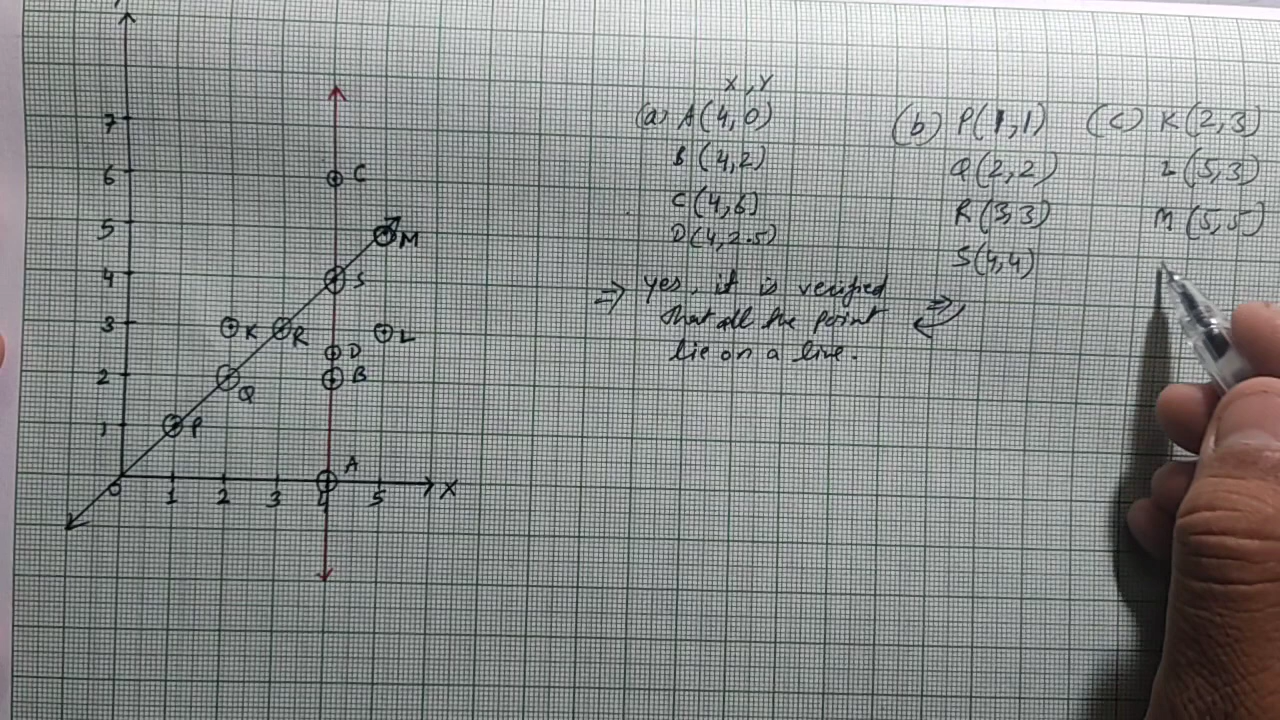 X, Y
(a) A(4,0)
B(4,2)
C(4,6)
D(4,2.5)
⇒ yes, it is verified
that all the point
lie on a line.
(b) P(1,1)
Q(2,2)
R(3,3)
S(4,4)
⇒
(c) K(2,3)
L(5,3)
M(5,5)
7
6 C
5 M
4 S
3 K R L
D
2 Q B
1 P
A
0 1 2 3 4 5 X